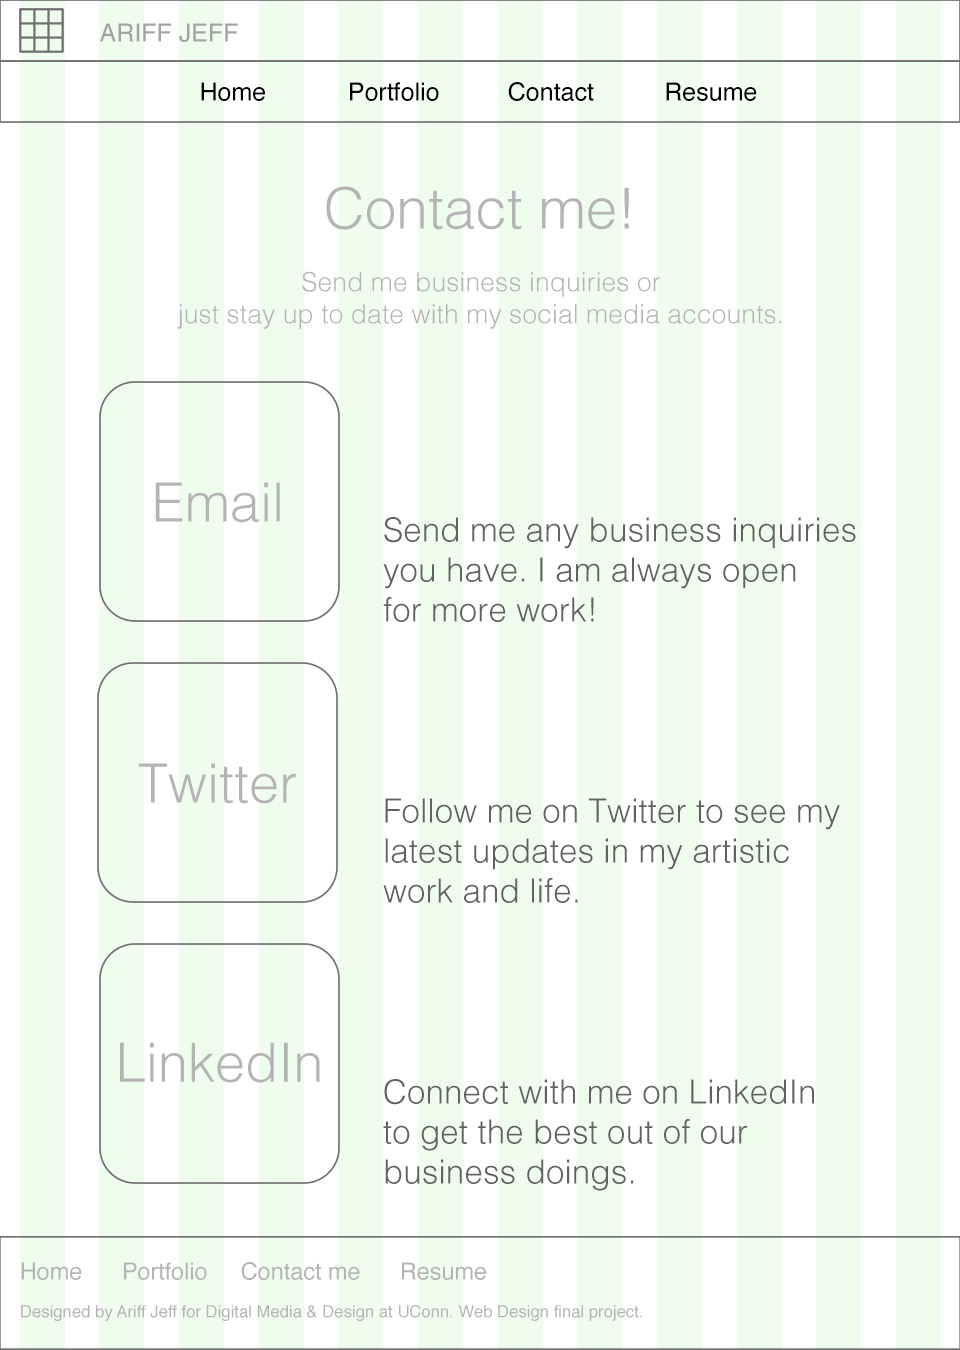 ARIFF JEFF
Home Portfolio Contact Resume
Contact me!
Send me business inquiries or
just stay up to date with my social media accounts.
Email
Send me any business inquiries
you have. I am always open
for more work!
Twitter
Follow me on Twitter to see my
latest updates in my artistic
work and life.
LinkedIn
Connect with me on LinkedIn
to get the best out of our
business doings.
Home Portfolio Contact me Resume
Designed by Ariff Jeff for Digital Media & Design at UConn. Web Design final project.